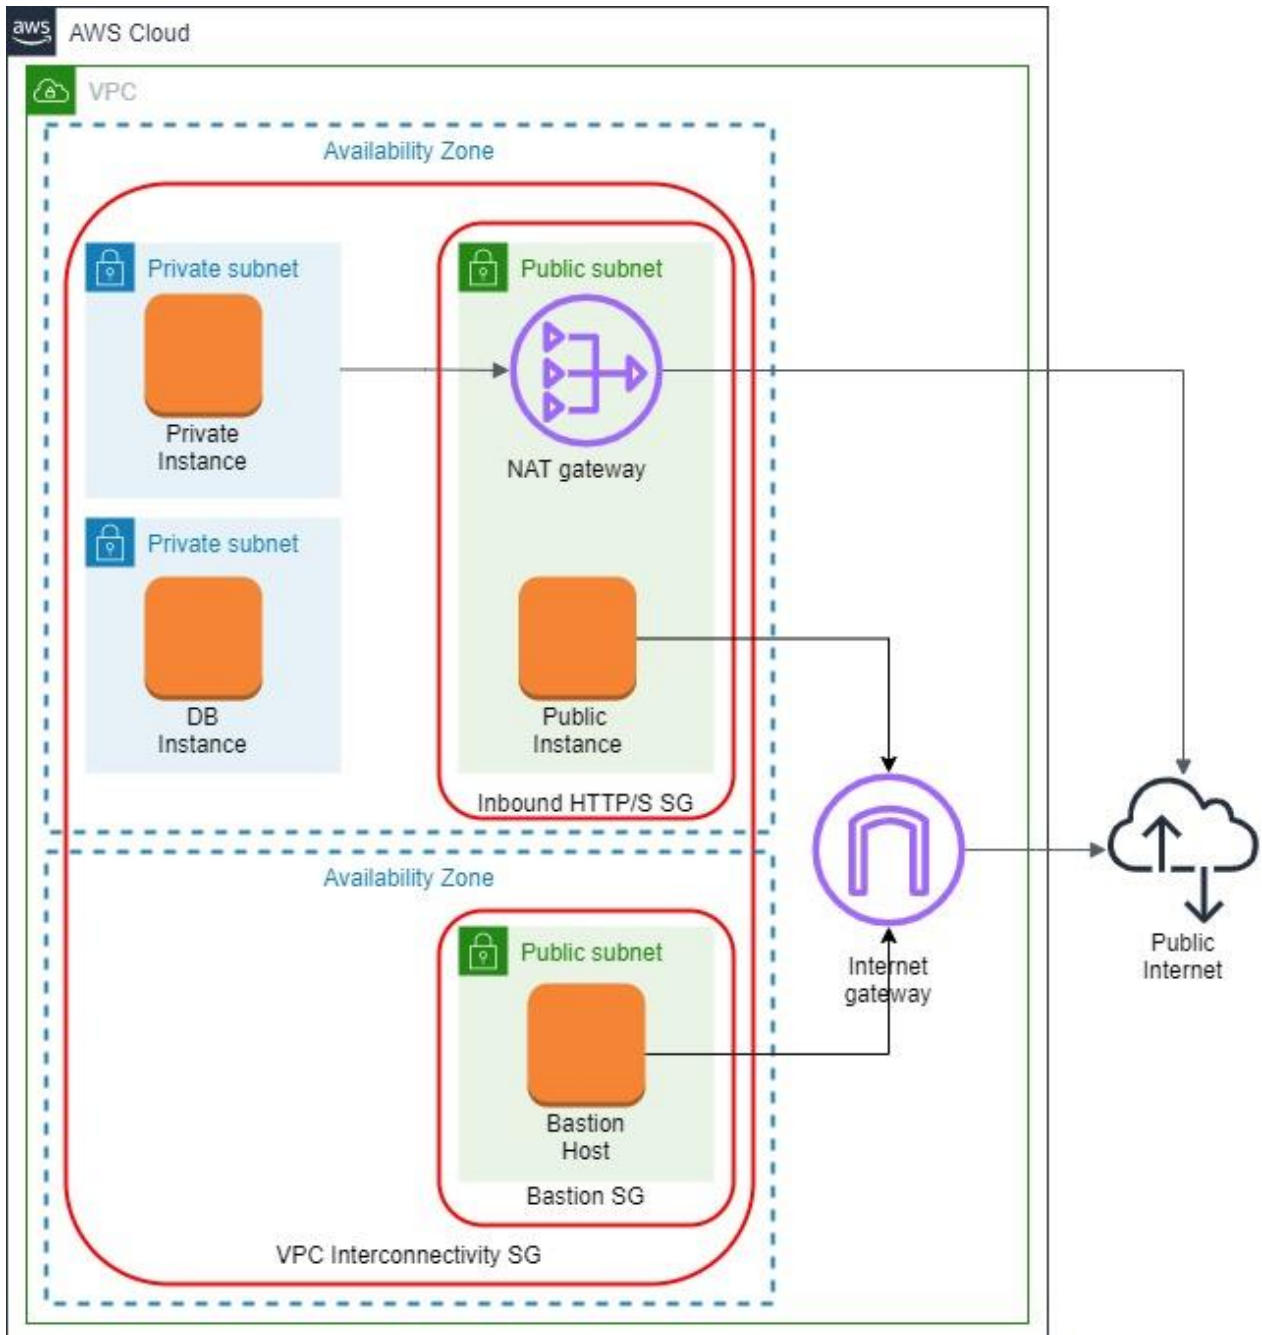 aws
AWS Cloud
VPC
Availability Zone
Private subnet
Private
Instance
Public subnet
NAT gateway
Private subnet
DB
Instance
Public
Instance
Inbound HTTP/S SG
Availability Zone
Public subnet
Bastion
Host
Bastion SG
VPC Interconnectivity SG
Internet
gateway
Public
Internet